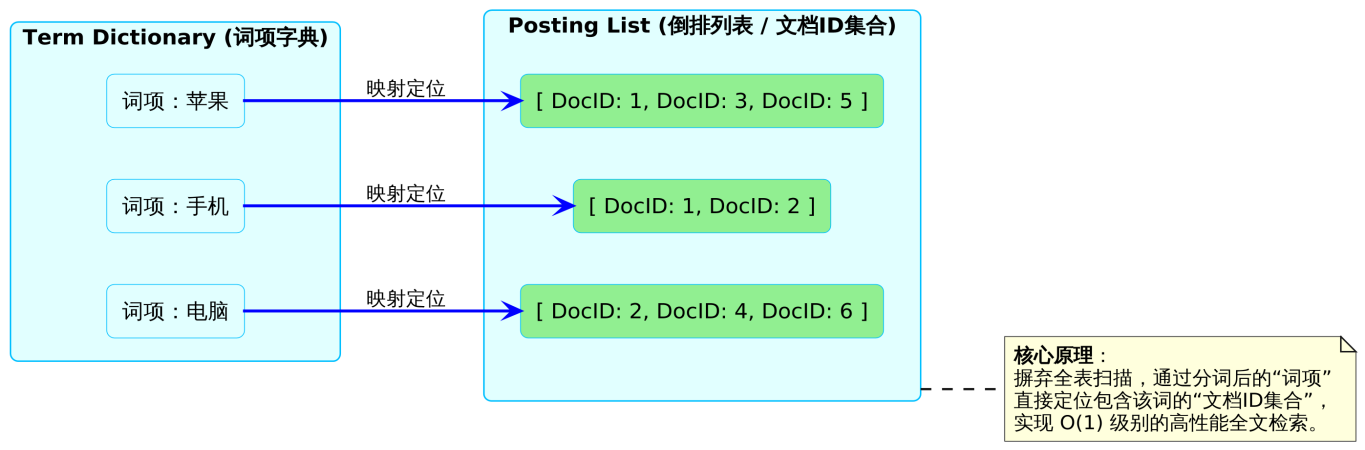 Term Dictionary (词项字典)
Posting List (倒排列表 / 文档ID集合)
词项：苹果
映射定位
[ DocID: 1, DocID: 3, DocID: 5 ]
词项：手机
映射定位
[ DocID: 1, DocID: 2 ]
词项：电脑
映射定位
[ DocID: 2, DocID: 4, DocID: 6 ]
核心原理：
摒弃全表扫描，通过分词后的“词项”
直接定位包含该词的“文档ID集合”，
实现 O(1) 级别的高性能全文检索。